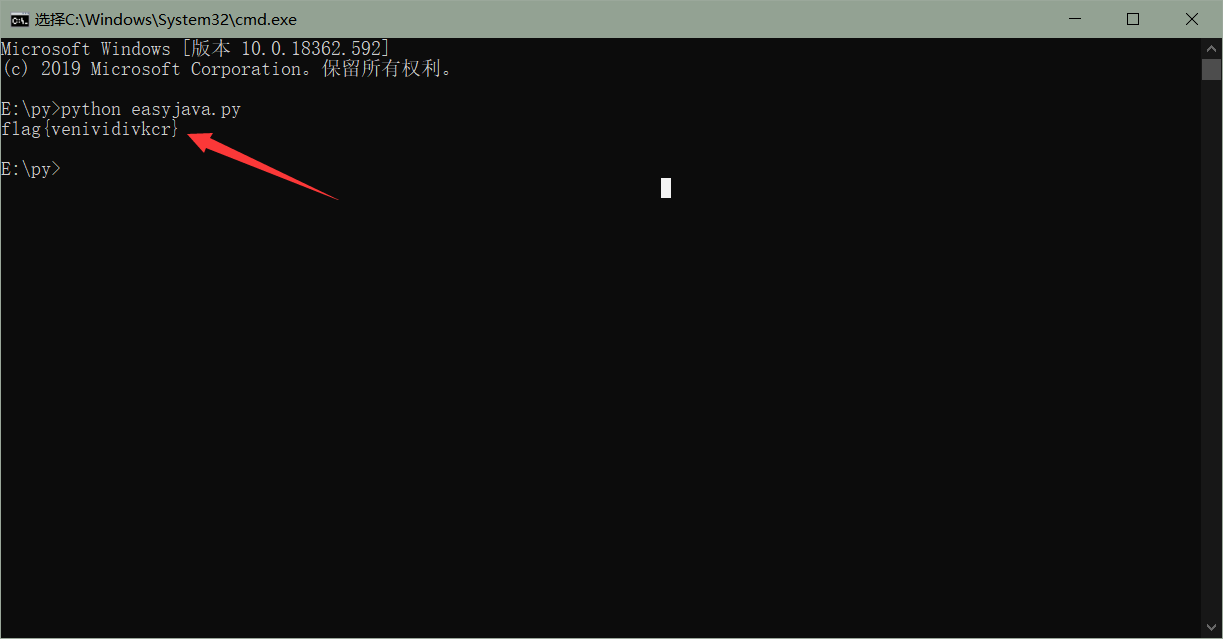 选择C:\Windows\System32\cmd.exe
Microsoft Windows [版本 10.0.18362.592]
(c) 2019 Microsoft Corporation。保留所有权利。
E:\py>python easyjava.py
flag{venividivkcr}
E:\py>